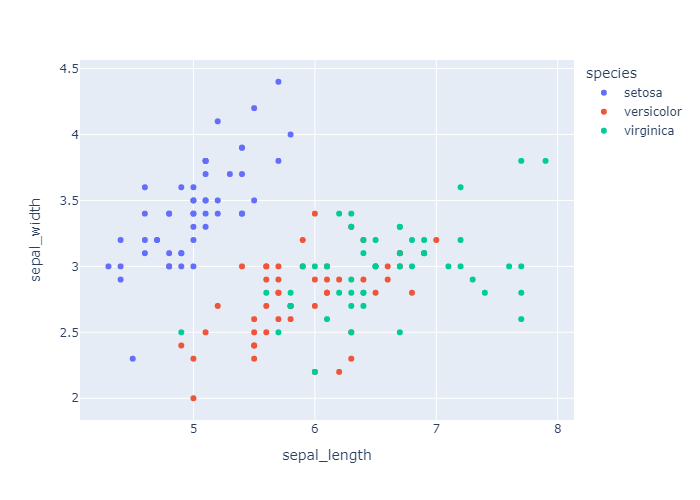 species
setosa
versicolor
virginica
4.5
4
3.5
3
2.5
2
sepal_width
5
6
7
8
sepal_length